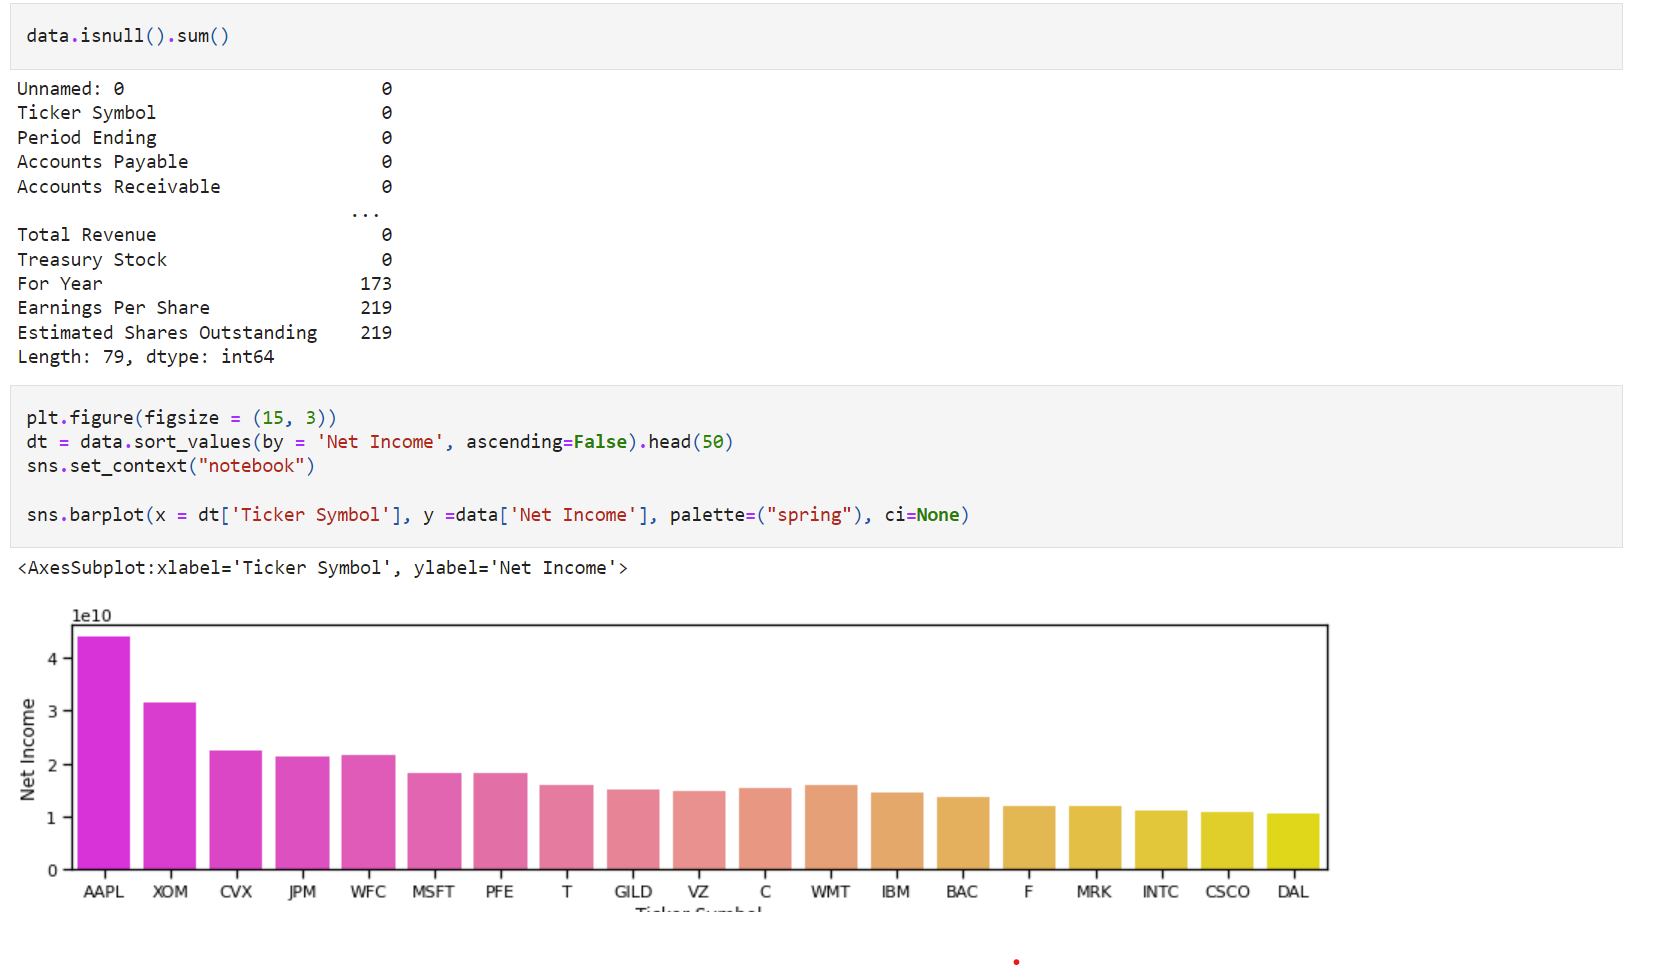 data.isnull().sum()
Unnamed: 0 0
Ticker Symbol 0
Period Ending 0
Accounts Payable 0
Accounts Receivable 0
...
Total Revenue 0
Treasury Stock 0
For Year 173
Earnings Per Share 219
Estimated Shares Outstanding 219
Length: 79, dtype: int64
plt.figure(figsize = (15, 3))
dt = data.sort_values(by = 'Net Income', ascending=False).head(50)
sns.set_context("notebook")
sns.barplot(x = dt['Ticker Symbol'], y =data['Net Income'], palette=("spring"), ci=None)
<AxesSubplot:xlabel='Ticker Symbol', ylabel='Net Income'>
1e10
4
3
2
1
0
Net Income
AAPL XOM CVX JPM WFC MSFT PFE T GILD VZ C WMT IBM BAC F MRK INTC CSCO DAL
Ticker Symbol